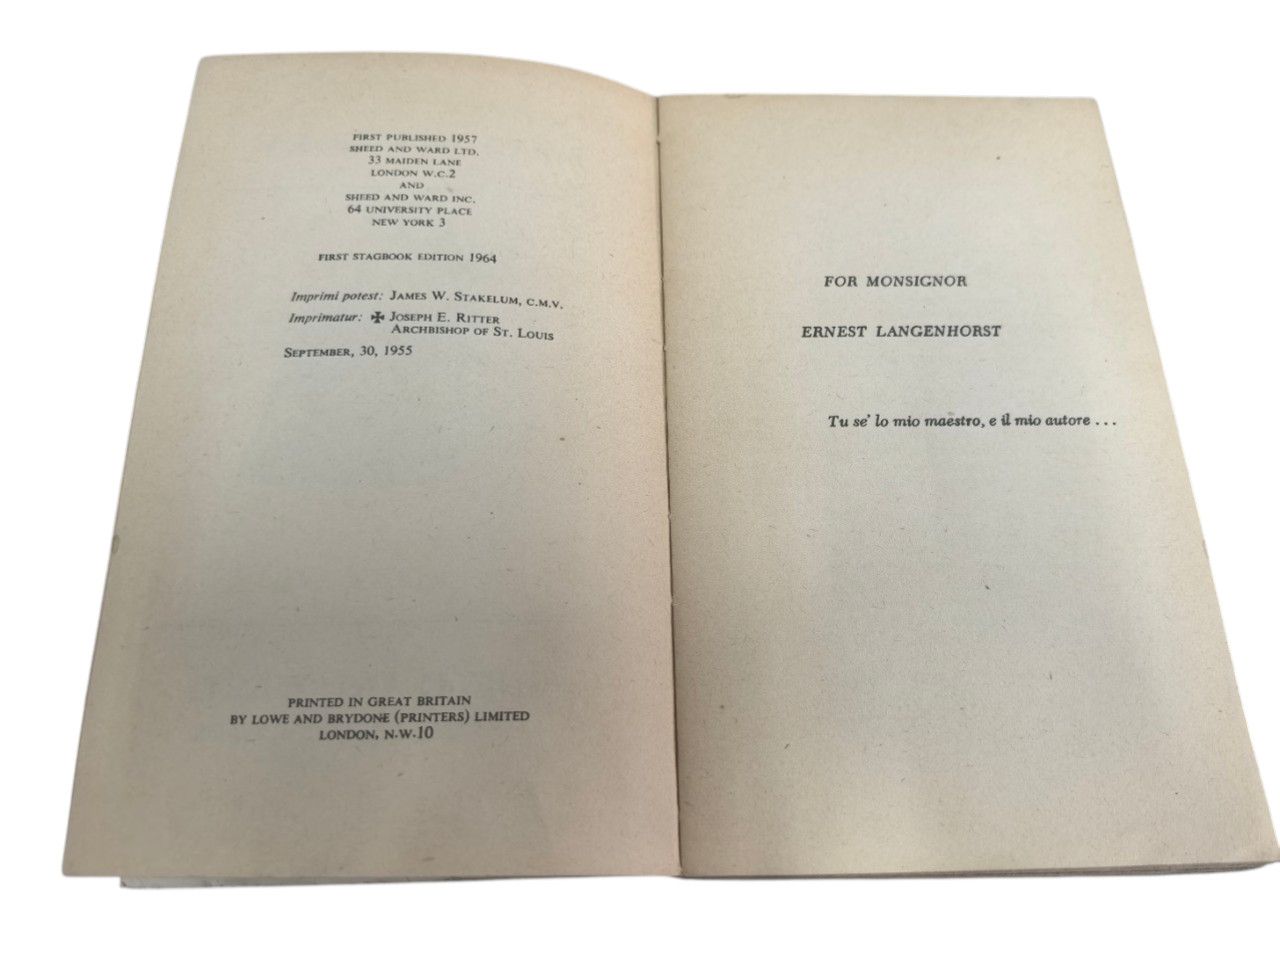 FIRST PUBLISHED 1957
SHEED AND WARD LTD.
33 MAIDEN LANE
LONDON W.C.2
AND
SHEED AND WARD INC.
64 UNIVERSITY PLACE
NEW YORK 3
FIRST STAGBOOK EDITION 1964
Imprimi potest: JAMES W. STAKELUM, C.M.V.
Imprimatur: ✠ JOSEPH E. RITTER
ARCHBISHOP OF ST. LOUIS
SEPTEMBER, 30, 1955
PRINTED IN GREAT BRITAIN
BY LOWE AND BRYDONE (PRINTERS) LIMITED
LONDON, N.W.10
FOR MONSIGNOR
ERNEST LANGENHORST
Tu se' lo mio maestro, e il mio autore . . .